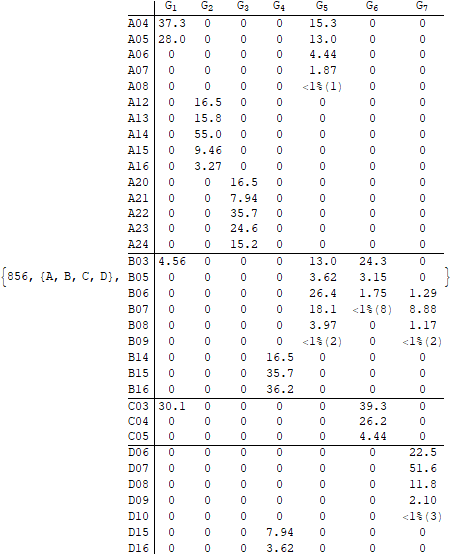 G1 G2 G3 G4 G5 G6 G7
A04 37.3 0 0 0 15.3 0 0
A05 28.0 0 0 0 13.0 0 0
A06 0 0 0 0 4.44 0 0
A07 0 0 0 0 1.87 0 0
A08 0 0 0 0 <1%(1) 0 0
A12 0 16.5 0 0 0 0 0
A13 0 15.8 0 0 0 0 0
A14 0 55.0 0 0 0 0 0
A15 0 9.46 0 0 0 0 0
A16 0 3.27 0 0 0 0 0
A20 0 0 16.5 0 0 0 0
A21 0 0 7.94 0 0 0 0
A22 0 0 35.7 0 0 0 0
A23 0 0 24.6 0 0 0 0
A24 0 0 15.2 0 0 0 0
B03 4.56 0 0 0 13.0 24.3 0
{856, {A, B, C, D}, B05 0 0 0 0 3.62 3.15 0 }
B06 0 0 0 0 26.4 1.75 1.29
B07 0 0 0 0 18.1 <1%(8) 8.88
B08 0 0 0 0 3.97 0 1.17
B09 0 0 0 0 <1%(2) 0 <1%(2)
B14 0 0 0 16.5 0 0 0
B15 0 0 0 35.7 0 0 0
B16 0 0 0 36.2 0 0 0
C03 30.1 0 0 0 0 39.3 0
C04 0 0 0 0 0 26.2 0
C05 0 0 0 0 0 4.44 0
D06 0 0 0 0 0 0 22.5
D07 0 0 0 0 0 0 51.6
D08 0 0 0 0 0 0 11.8
D09 0 0 0 0 0 0 2.10
D10 0 0 0 0 0 0 <1%(3)
D15 0 0 0 7.94 0 0 0
D16 0 0 0 3.62 0 0 0